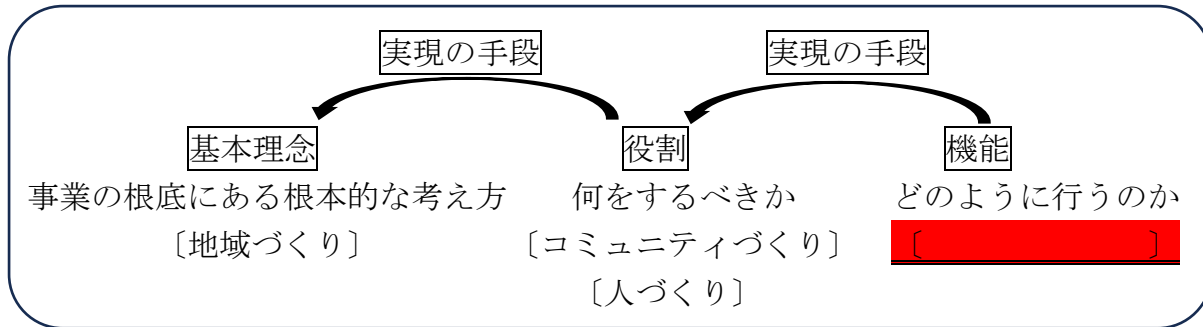 実現の手段 実現の手段
基本理念 役割 機能
事業の根底にある根本的な考え方 何をするべきか どのように行うのか
〔地域づくり〕 〔コミュニティづくり〕 〔 〕
〔人づくり〕